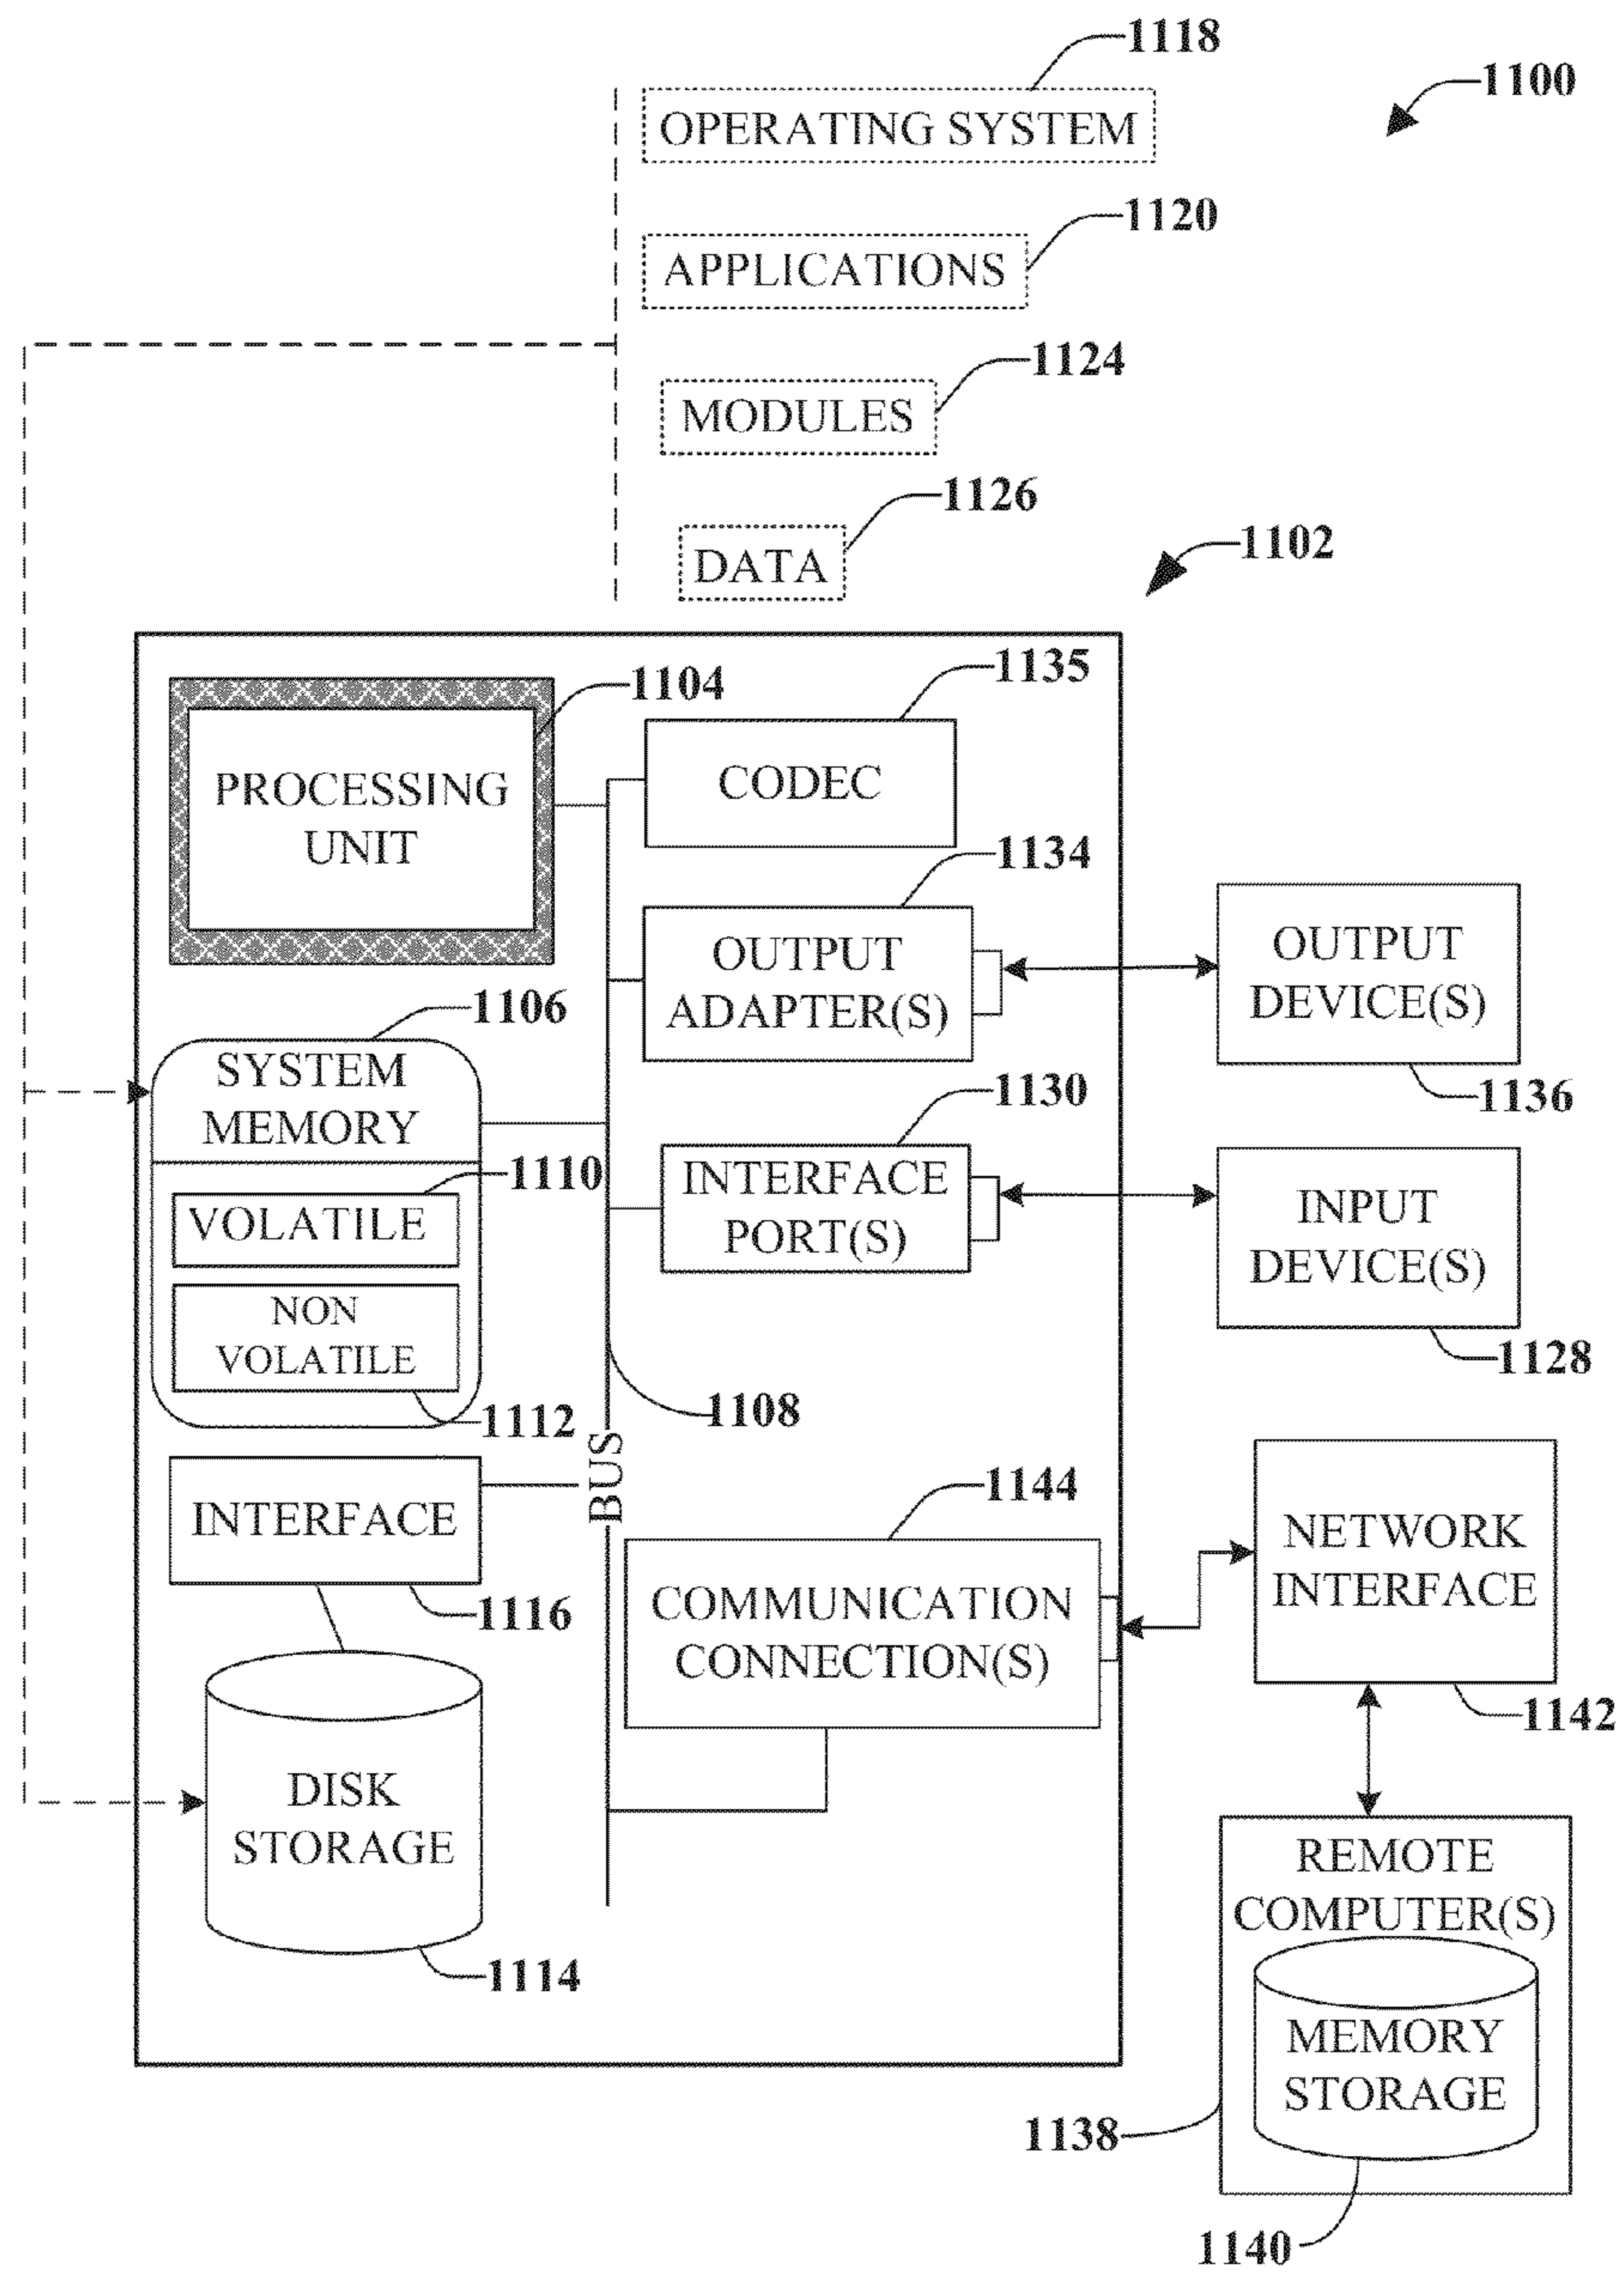 1118
1100
OPERATING SYSTEM
1120
APPLICATIONS
1124
MODULES
1126
DATA
1102
1135
1104
PROCESSING
UNIT
CODEC
1134
OUTPUT
ADAPTER(S)
OUTPUT
DEVICE(S)
1136
1106
SYSTEM
MEMORY
1110
VOLATILE
NON
VOLATILE
1112
1130
INTERFACE
PORT(S)
INPUT
DEVICE(S)
1128
1108
BUS
INTERFACE
1116
1144
COMMUNICATION
CONNECTION(S)
NETWORK
INTERFACE
1142
DISK
STORAGE
1114
REMOTE
COMPUTER(S)
MEMORY
STORAGE
1138
1140